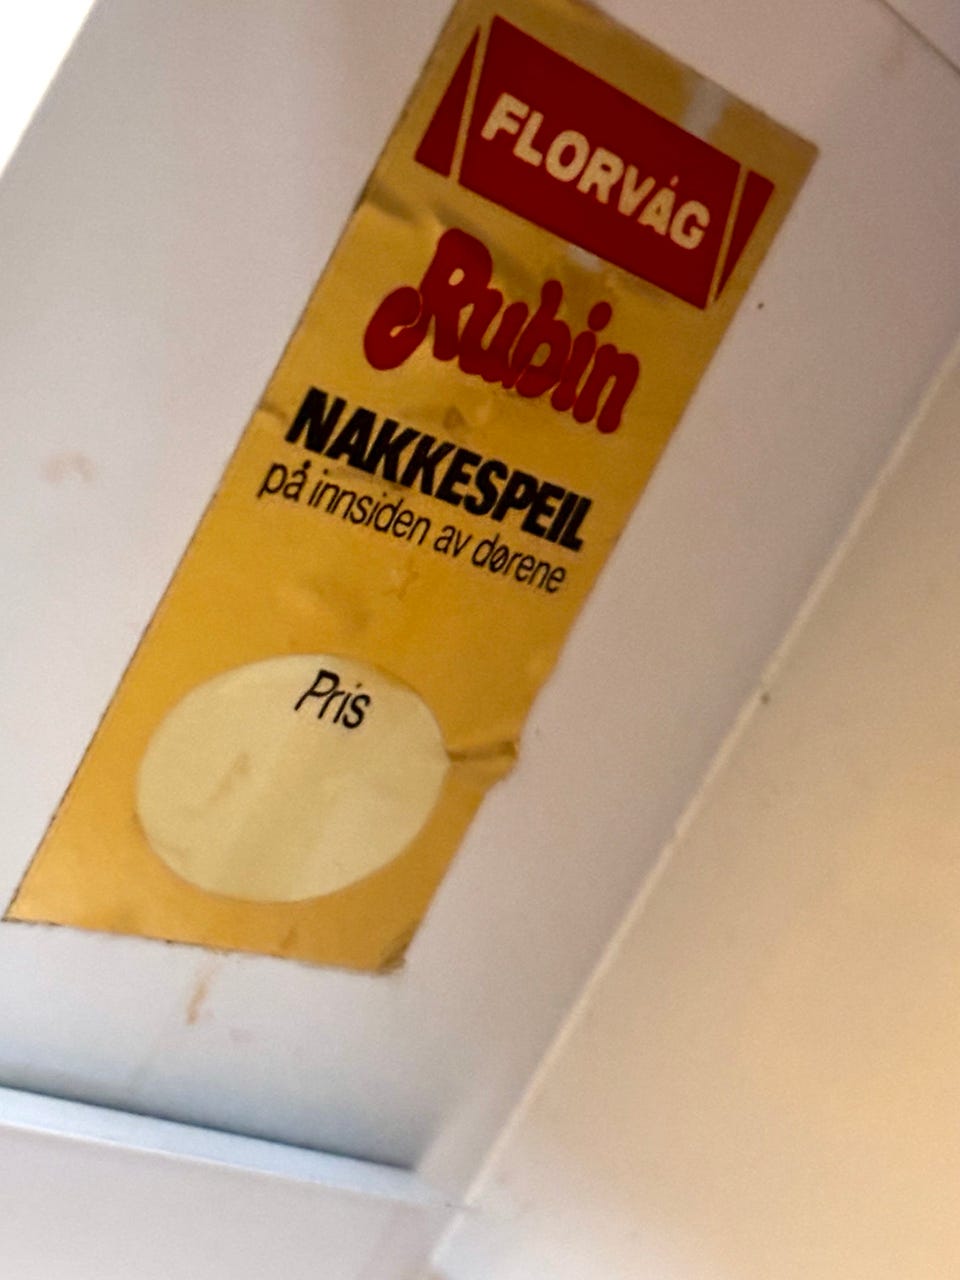 FLORVÅG
Rubin
NAKKESPEIL
på innsiden av dørene
Pris